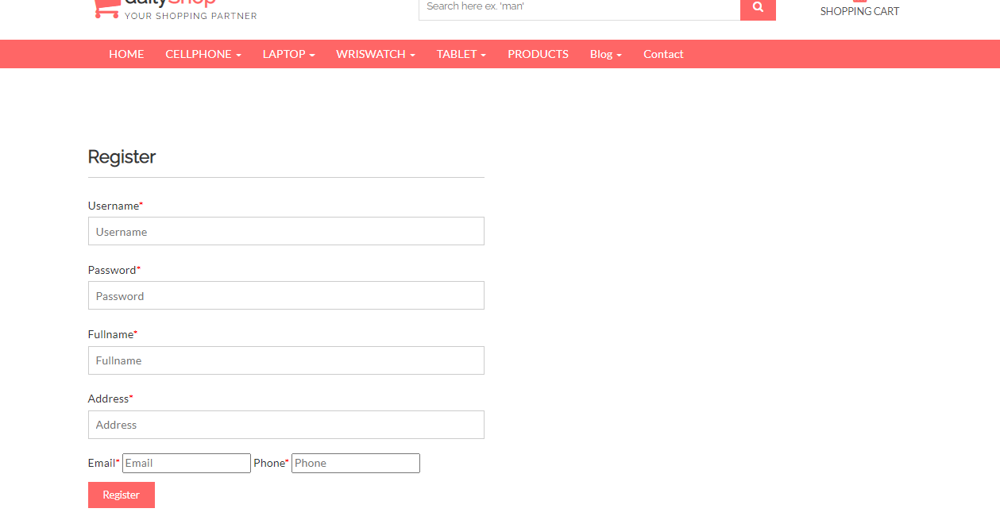 dailyShop
YOUR SHOPPING PARTNER
Search here ex. 'man'
SHOPPING CART
HOME CELLPHONE LAPTOP WRISWATCH TABLET PRODUCTS Blog Contact
Register
Username*
Username
Password*
Password
Fullname*
Fullname
Address*
Address
Email* Email Phone* Phone
Register